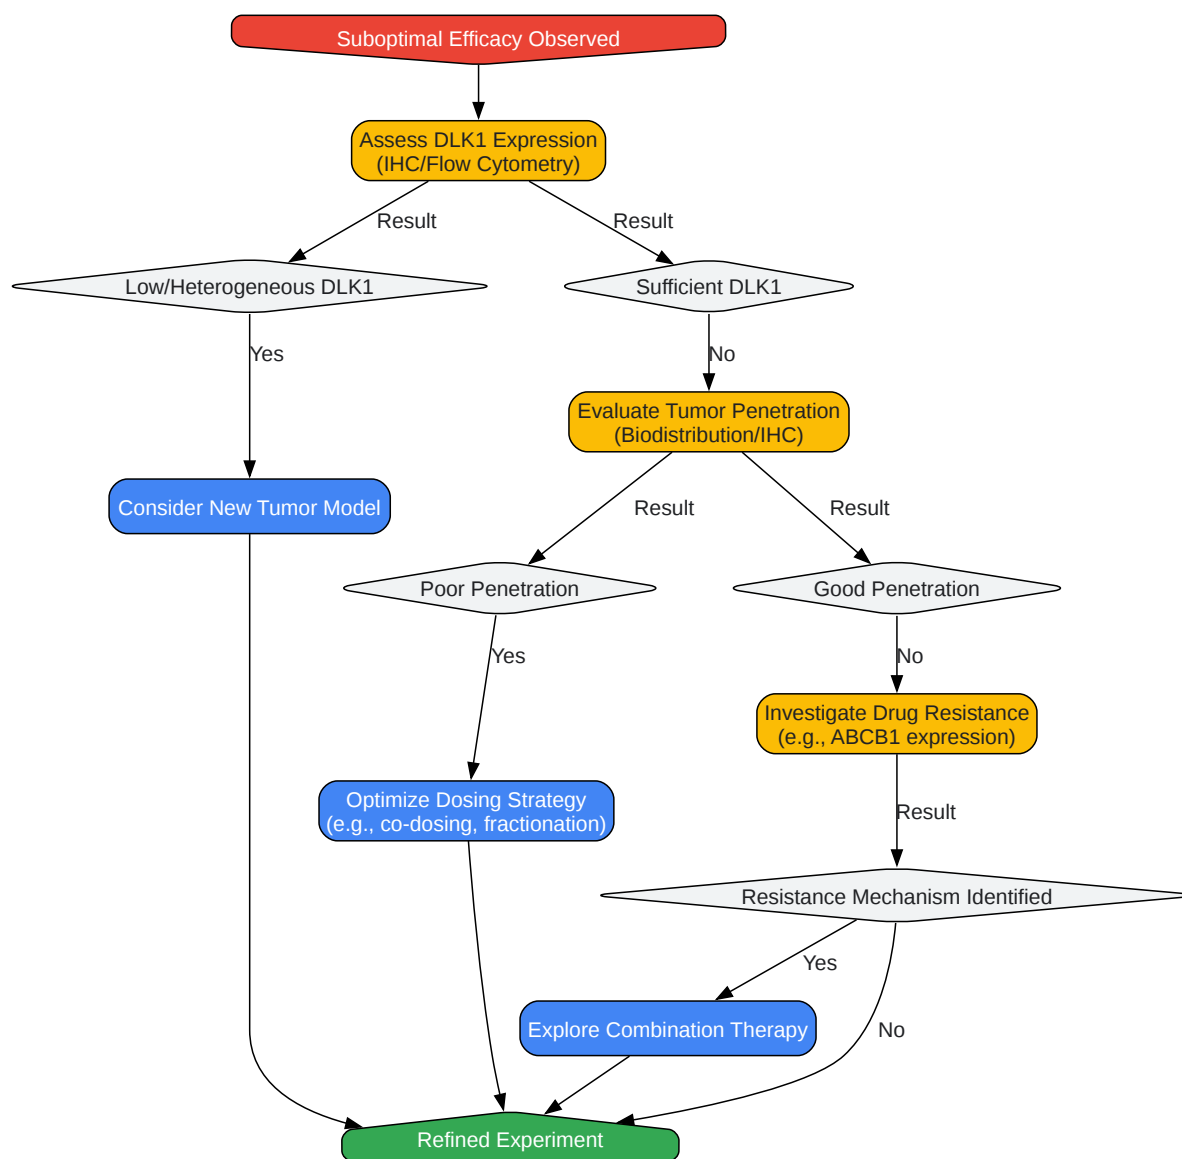 Suboptimal Efficacy Observed
Assess DLK1 Expression
(IHC/Flow Cytometry)
Result
Result
Low/Heterogeneous DLK1
Sufficient DLK1
Yes
No
Evaluate Tumor Penetration
(Biodistribution/IHC)
Consider New Tumor Model
Result
Result
Poor Penetration
Good Penetration
Yes
No
Investigate Drug Resistance
(e.g., ABCB1 expression)
Optimize Dosing Strategy
(e.g., co-dosing, fractionation)
Result
Resistance Mechanism Identified
Yes
Explore Combination Therapy
No
Refined Experiment